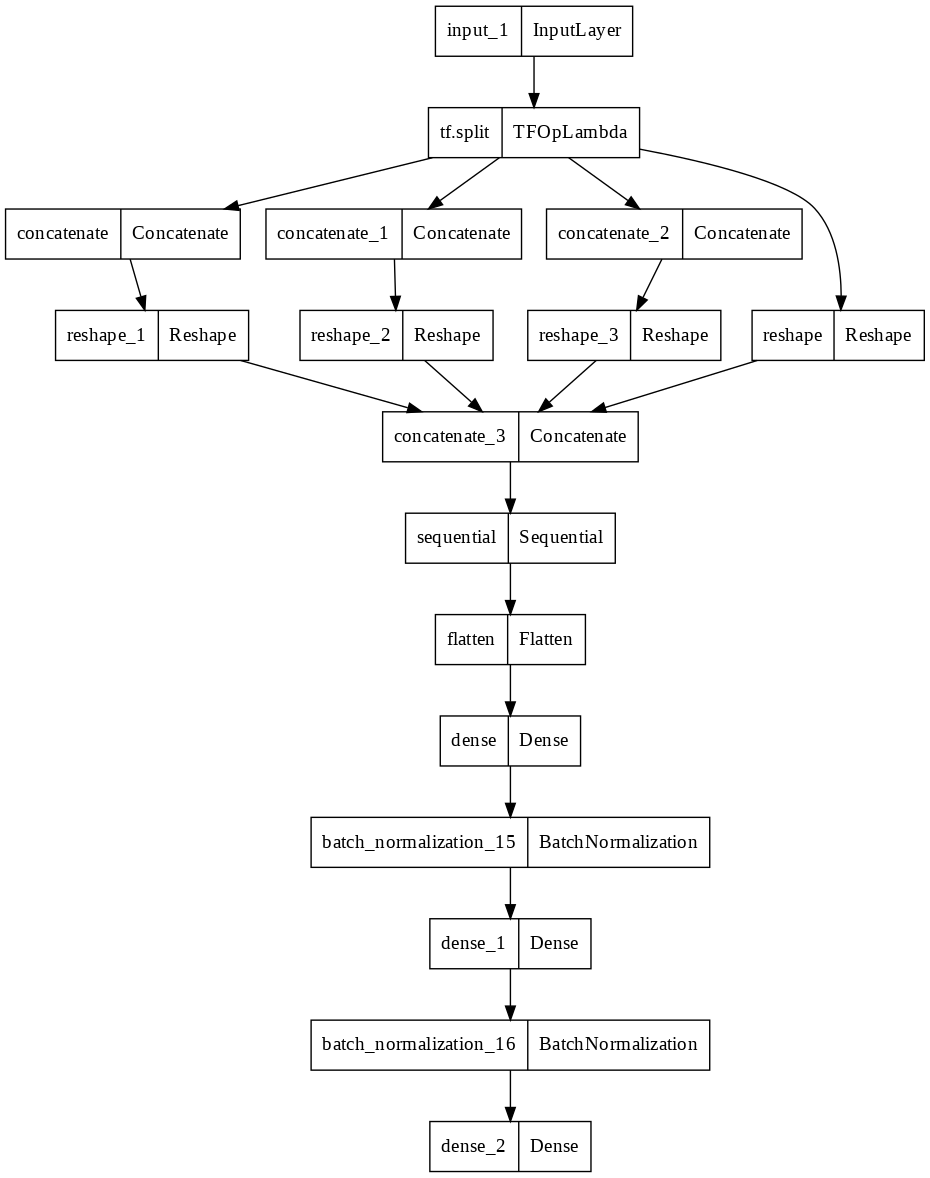 input_1 InputLayer
tf.split TFOpLambda
concatenate Concatenate concatenate_1 Concatenate concatenate_2 Concatenate
reshape_1 Reshape reshape_2 Reshape reshape_3 Reshape reshape Reshape
concatenate_3 Concatenate
sequential Sequential
flatten Flatten
dense Dense
batch_normalization_15 BatchNormalization
dense_1 Dense
batch_normalization_16 BatchNormalization
dense_2 Dense